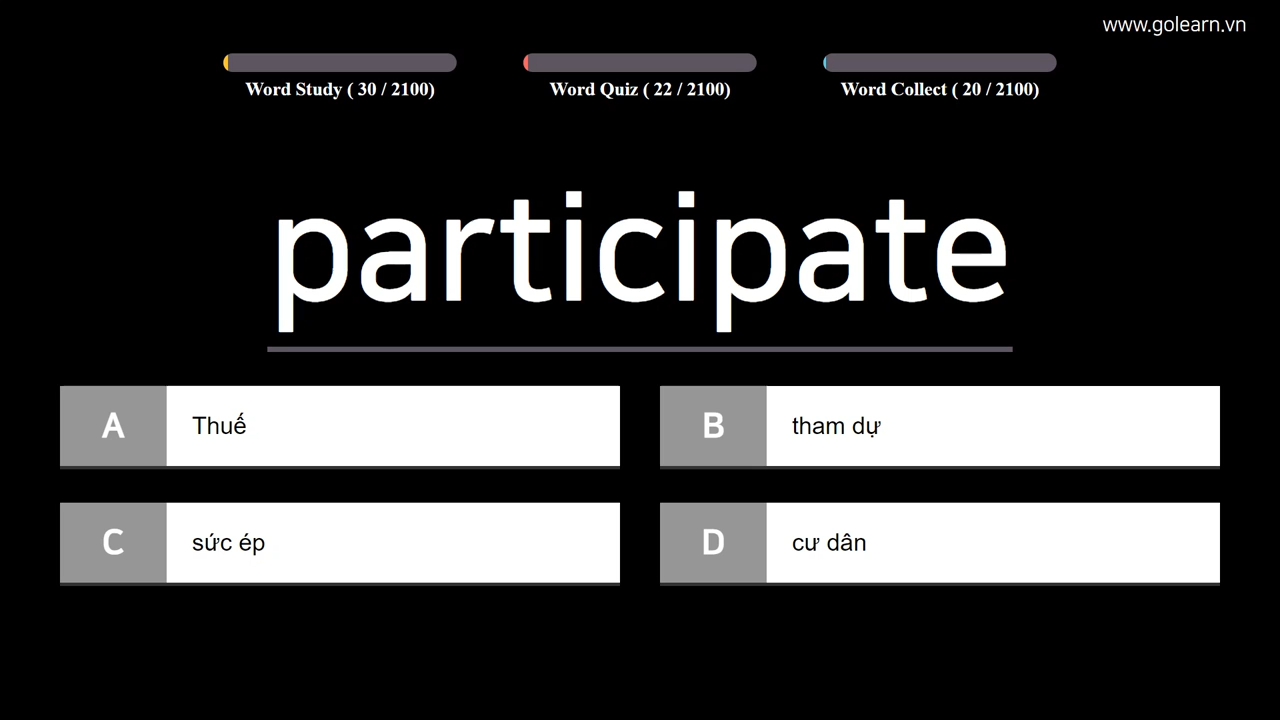 www.golearn.vn
Word Study ( 30 / 2100)
Word Quiz ( 22 / 2100)
Word Collect ( 20 / 2100)
participate
A Thuế
B tham dự
C sức ép
D cư dân